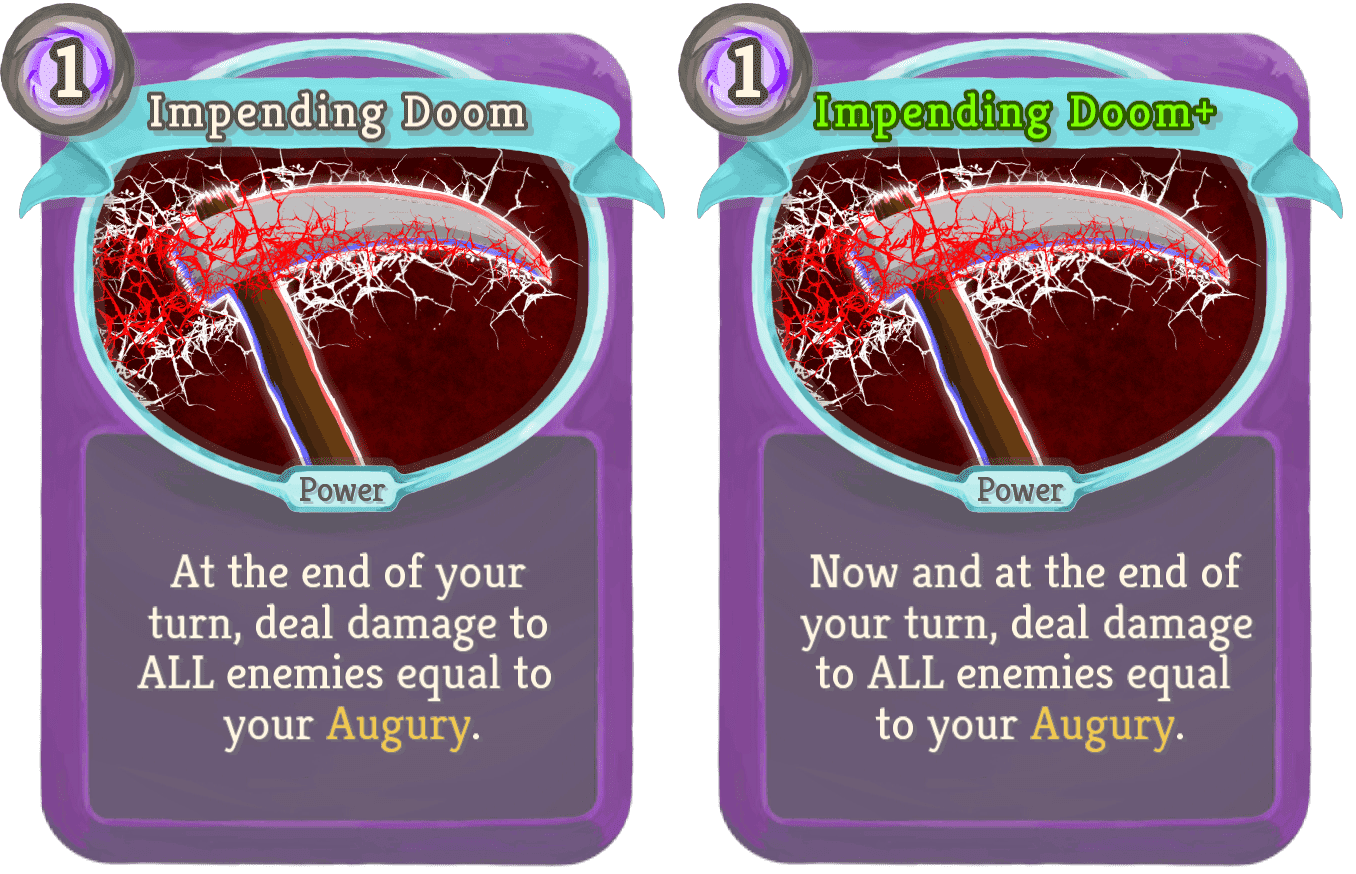 1
Impending Doom
Power
At the end of your
turn, deal damage to
ALL enemies equal to
your Augury.
1
Impending Doom+
Power
Now and at the end of
your turn, deal damage
to ALL enemies equal
to your Augury.